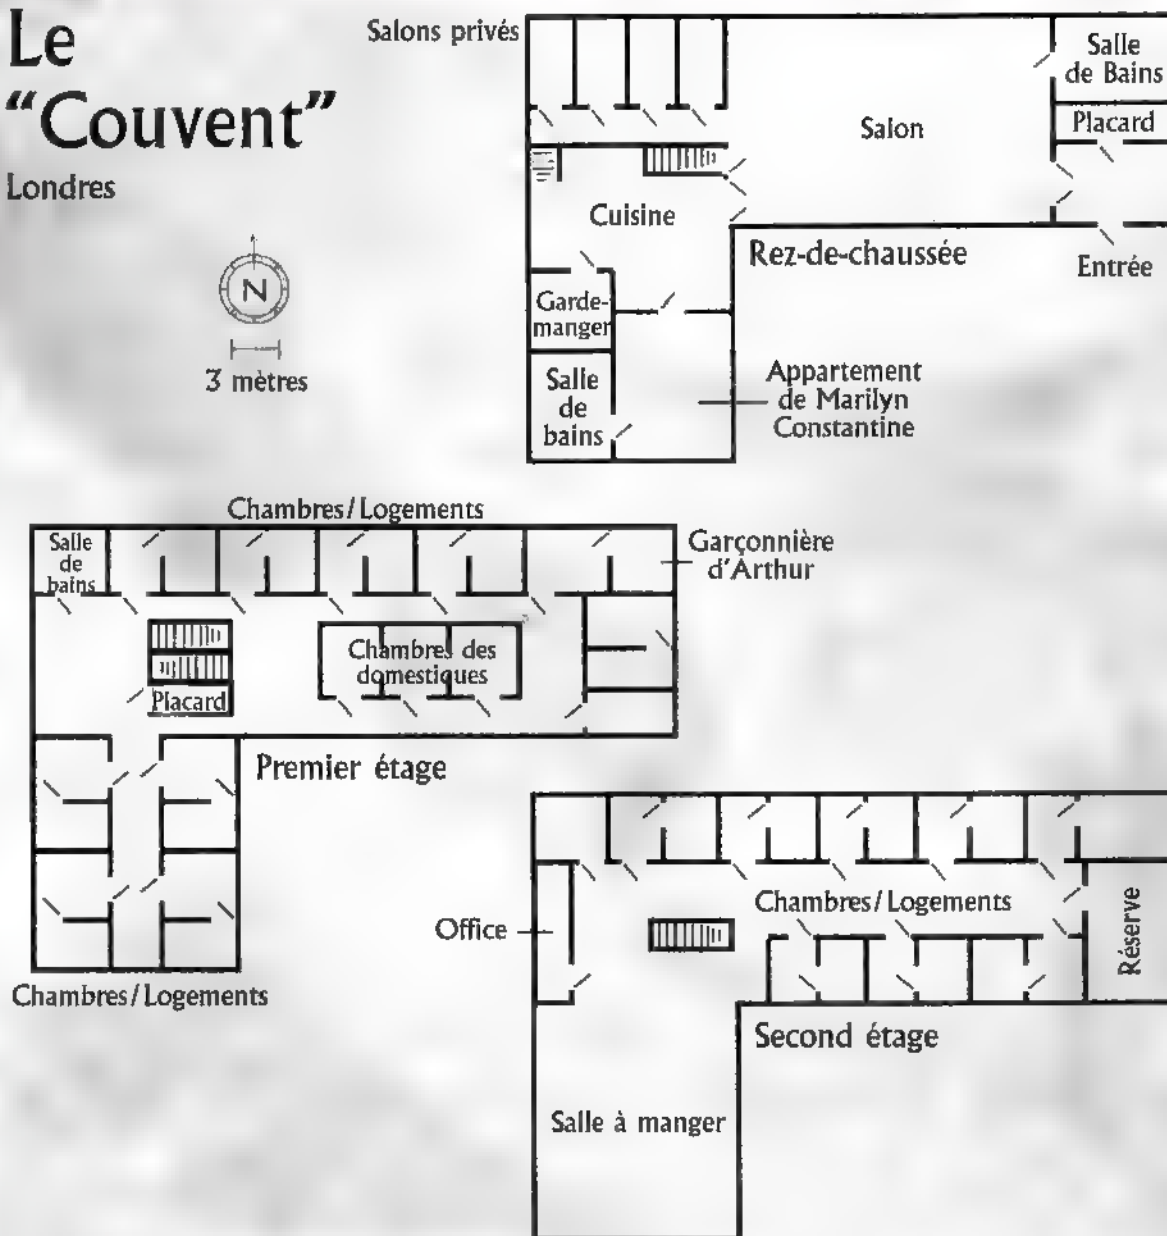 Le
“Couvent”
Londres
N
3 mètres
Salons privés
Salle
de Bains
Placard
Salon
Cuisine
Rez-de-chaussée
Entrée
Garde-
manger
Salle
de
bains
Appartement
de Marilyn
Constantine
Chambres/Logements
Salle
de
bains
Garçonnière
d'Arthur
Chambres des
domestiques
Placard
Premier étage
Chambres/Logements
Office
Chambres/Logements
Réserve
Second étage
Salle à manger